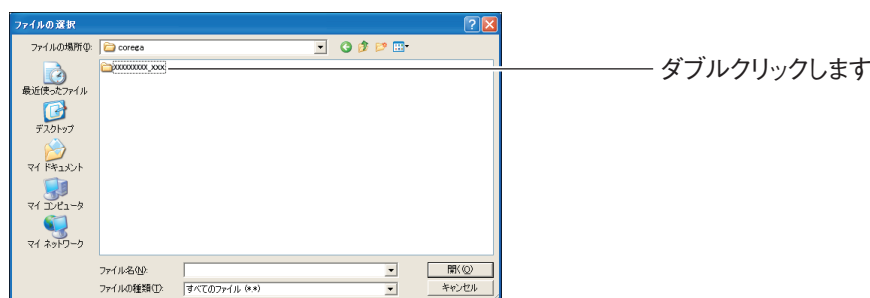 ファイルの選択
ファイルの場所(I):
corega
XXXXXXXXX_XXX
ダブルクリックします
最近使ったファイル
デスクトップ
マイ ドキュメント
マイ コンピュータ
マイ ネットワーク
ファイル名(N):
開く(O)
ファイルの種類(T):
すべてのファイル (*.*)
キャンセル